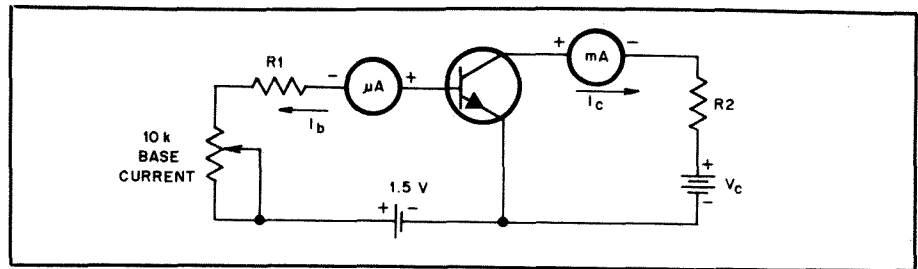 + −
mA
R1
− μA +
I_b
I_c
R2
10 k
BASE
CURRENT
1.5 V
+ −
+
V_c
−